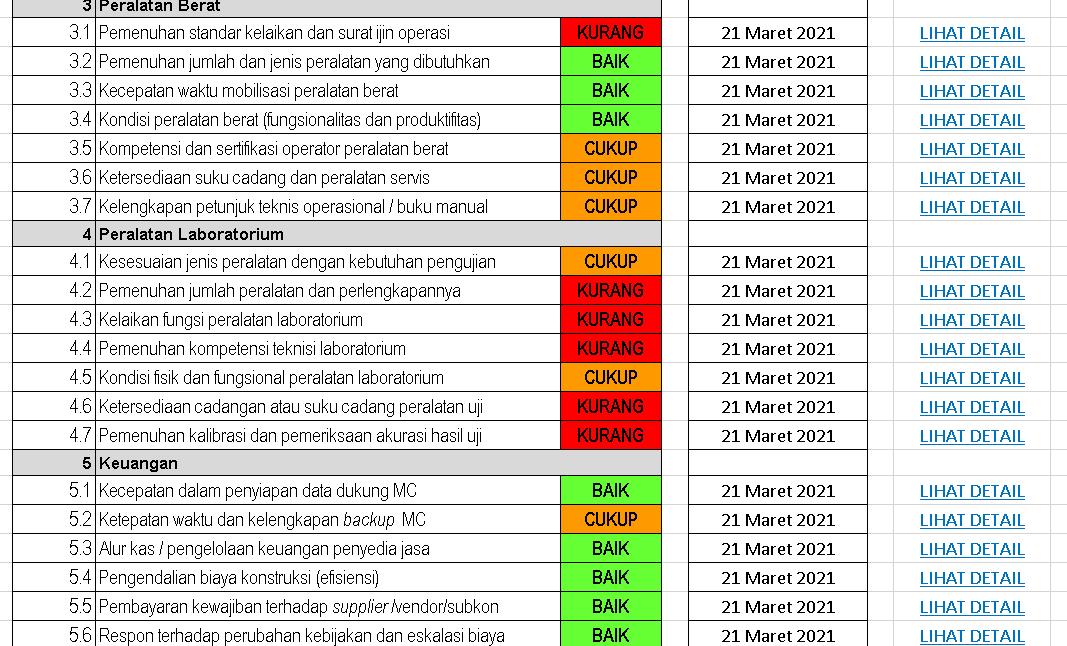 3 Peralatan Berat
3.1 Pemenuhan standar kelaikan dan surat ijin operasi KURANG 21 Maret 2021 LIHAT DETAIL
3.2 Pemenuhan jumlah dan jenis peralatan yang dibutuhkan BAIK 21 Maret 2021 LIHAT DETAIL
3.3 Kecepatan waktu mobilisasi peralatan berat BAIK 21 Maret 2021 LIHAT DETAIL
3.4 Kondisi peralatan berat (fungsionalitas dan produktifitas) BAIK 21 Maret 2021 LIHAT DETAIL
3.5 Kompetensi dan sertifikasi operator peralatan berat CUKUP 21 Maret 2021 LIHAT DETAIL
3.6 Ketersediaan suku cadang dan peralatan servis CUKUP 21 Maret 2021 LIHAT DETAIL
3.7 Kelengkapan petunjuk teknis operasional / buku manual CUKUP 21 Maret 2021 LIHAT DETAIL
4 Peralatan Laboratorium
4.1 Kesesuaian jenis peralatan dengan kebutuhan pengujian CUKUP 21 Maret 2021 LIHAT DETAIL
4.2 Pemenuhan jumlah peralatan dan perlengkapannya KURANG 21 Maret 2021 LIHAT DETAIL
4.3 Kelaikan fungsi peralatan laboratorium KURANG 21 Maret 2021 LIHAT DETAIL
4.4 Pemenuhan kompetensi teknisi laboratorium KURANG 21 Maret 2021 LIHAT DETAIL
4.5 Kondisi fisik dan fungsional peralatan laboratorium CUKUP 21 Maret 2021 LIHAT DETAIL
4.6 Ketersediaan cadangan atau suku cadang peralatan uji KURANG 21 Maret 2021 LIHAT DETAIL
4.7 Pemenuhan kalibrasi dan pemeriksaan akurasi hasil uji KURANG 21 Maret 2021 LIHAT DETAIL
5 Keuangan
5.1 Kecepatan dalam penyiapan data dukung MC BAIK 21 Maret 2021 LIHAT DETAIL
5.2 Ketepatan waktu dan kelengkapan backup MC CUKUP 21 Maret 2021 LIHAT DETAIL
5.3 Alur kas / pengelolaan keuangan penyedia jasa BAIK 21 Maret 2021 LIHAT DETAIL
5.4 Pengendalian biaya konstruksi (efisiensi) BAIK 21 Maret 2021 LIHAT DETAIL
5.5 Pembayaran kewajiban terhadap supplier/vendor/subkon BAIK 21 Maret 2021 LIHAT DETAIL
5.6 Respon terhadap perubahan kebijakan dan eskalasi biaya BAIK 21 Maret 2021 LIHAT DETAIL